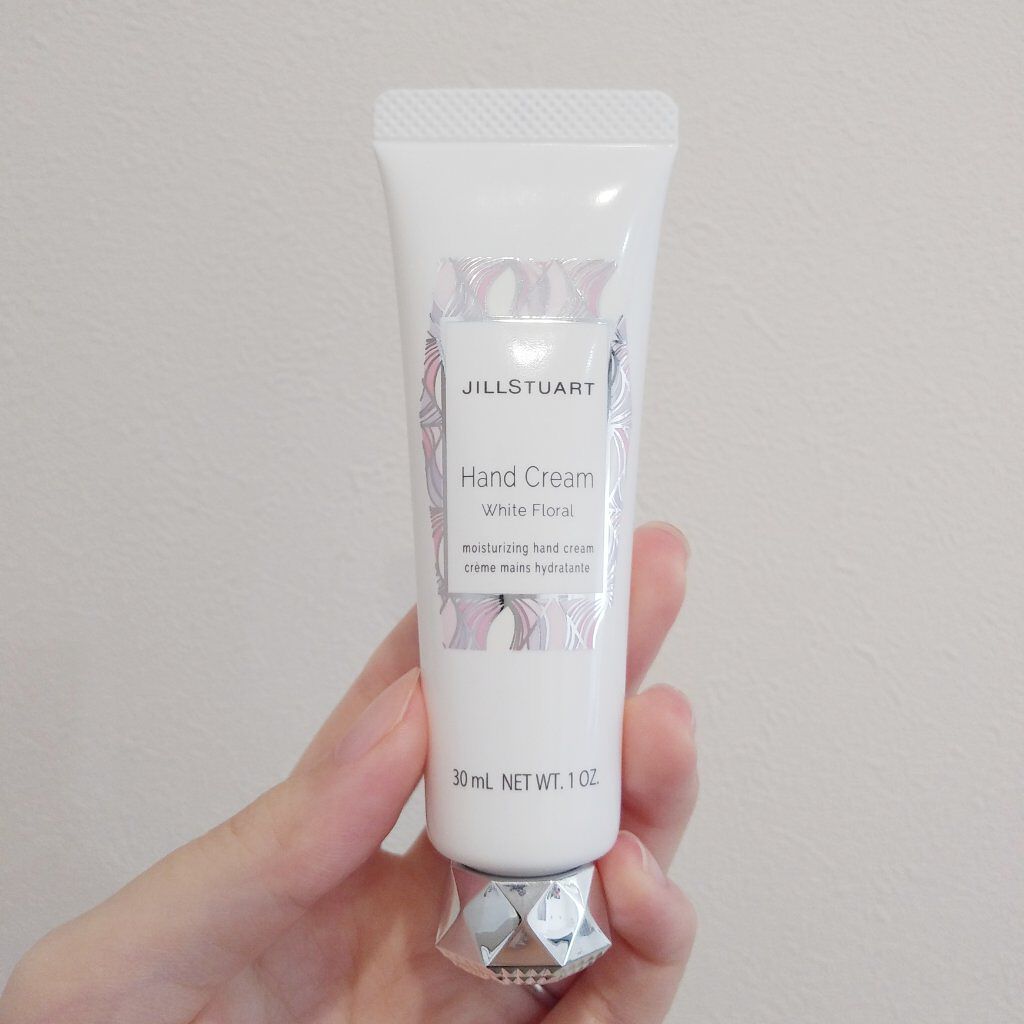 JILLSTUART
Hand Cream
White Floral
moisturizing hand cream
crème mains hydratante
30 mL NET WT. 1 OZ.